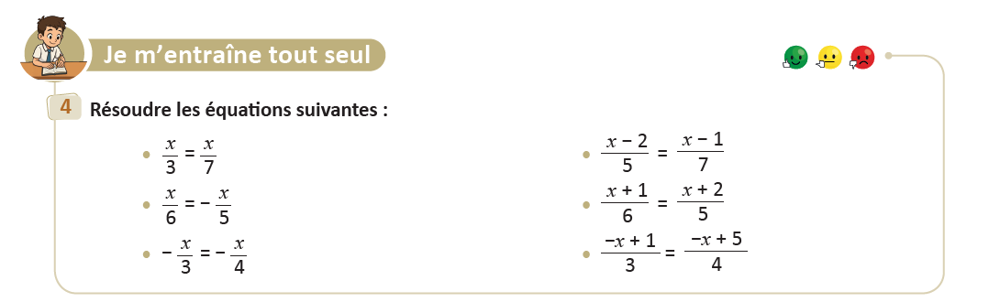 Je m'entraîne tout seul
4 Résoudre les équations suivantes :
• x/3 = x/7
• x/6 = – x/5
• – x/3 = – x/4
• (x – 2)/5 = (x – 1)/7
• (x + 1)/6 = (x + 2)/5
• (–x + 1)/3 = (–x + 5)/4